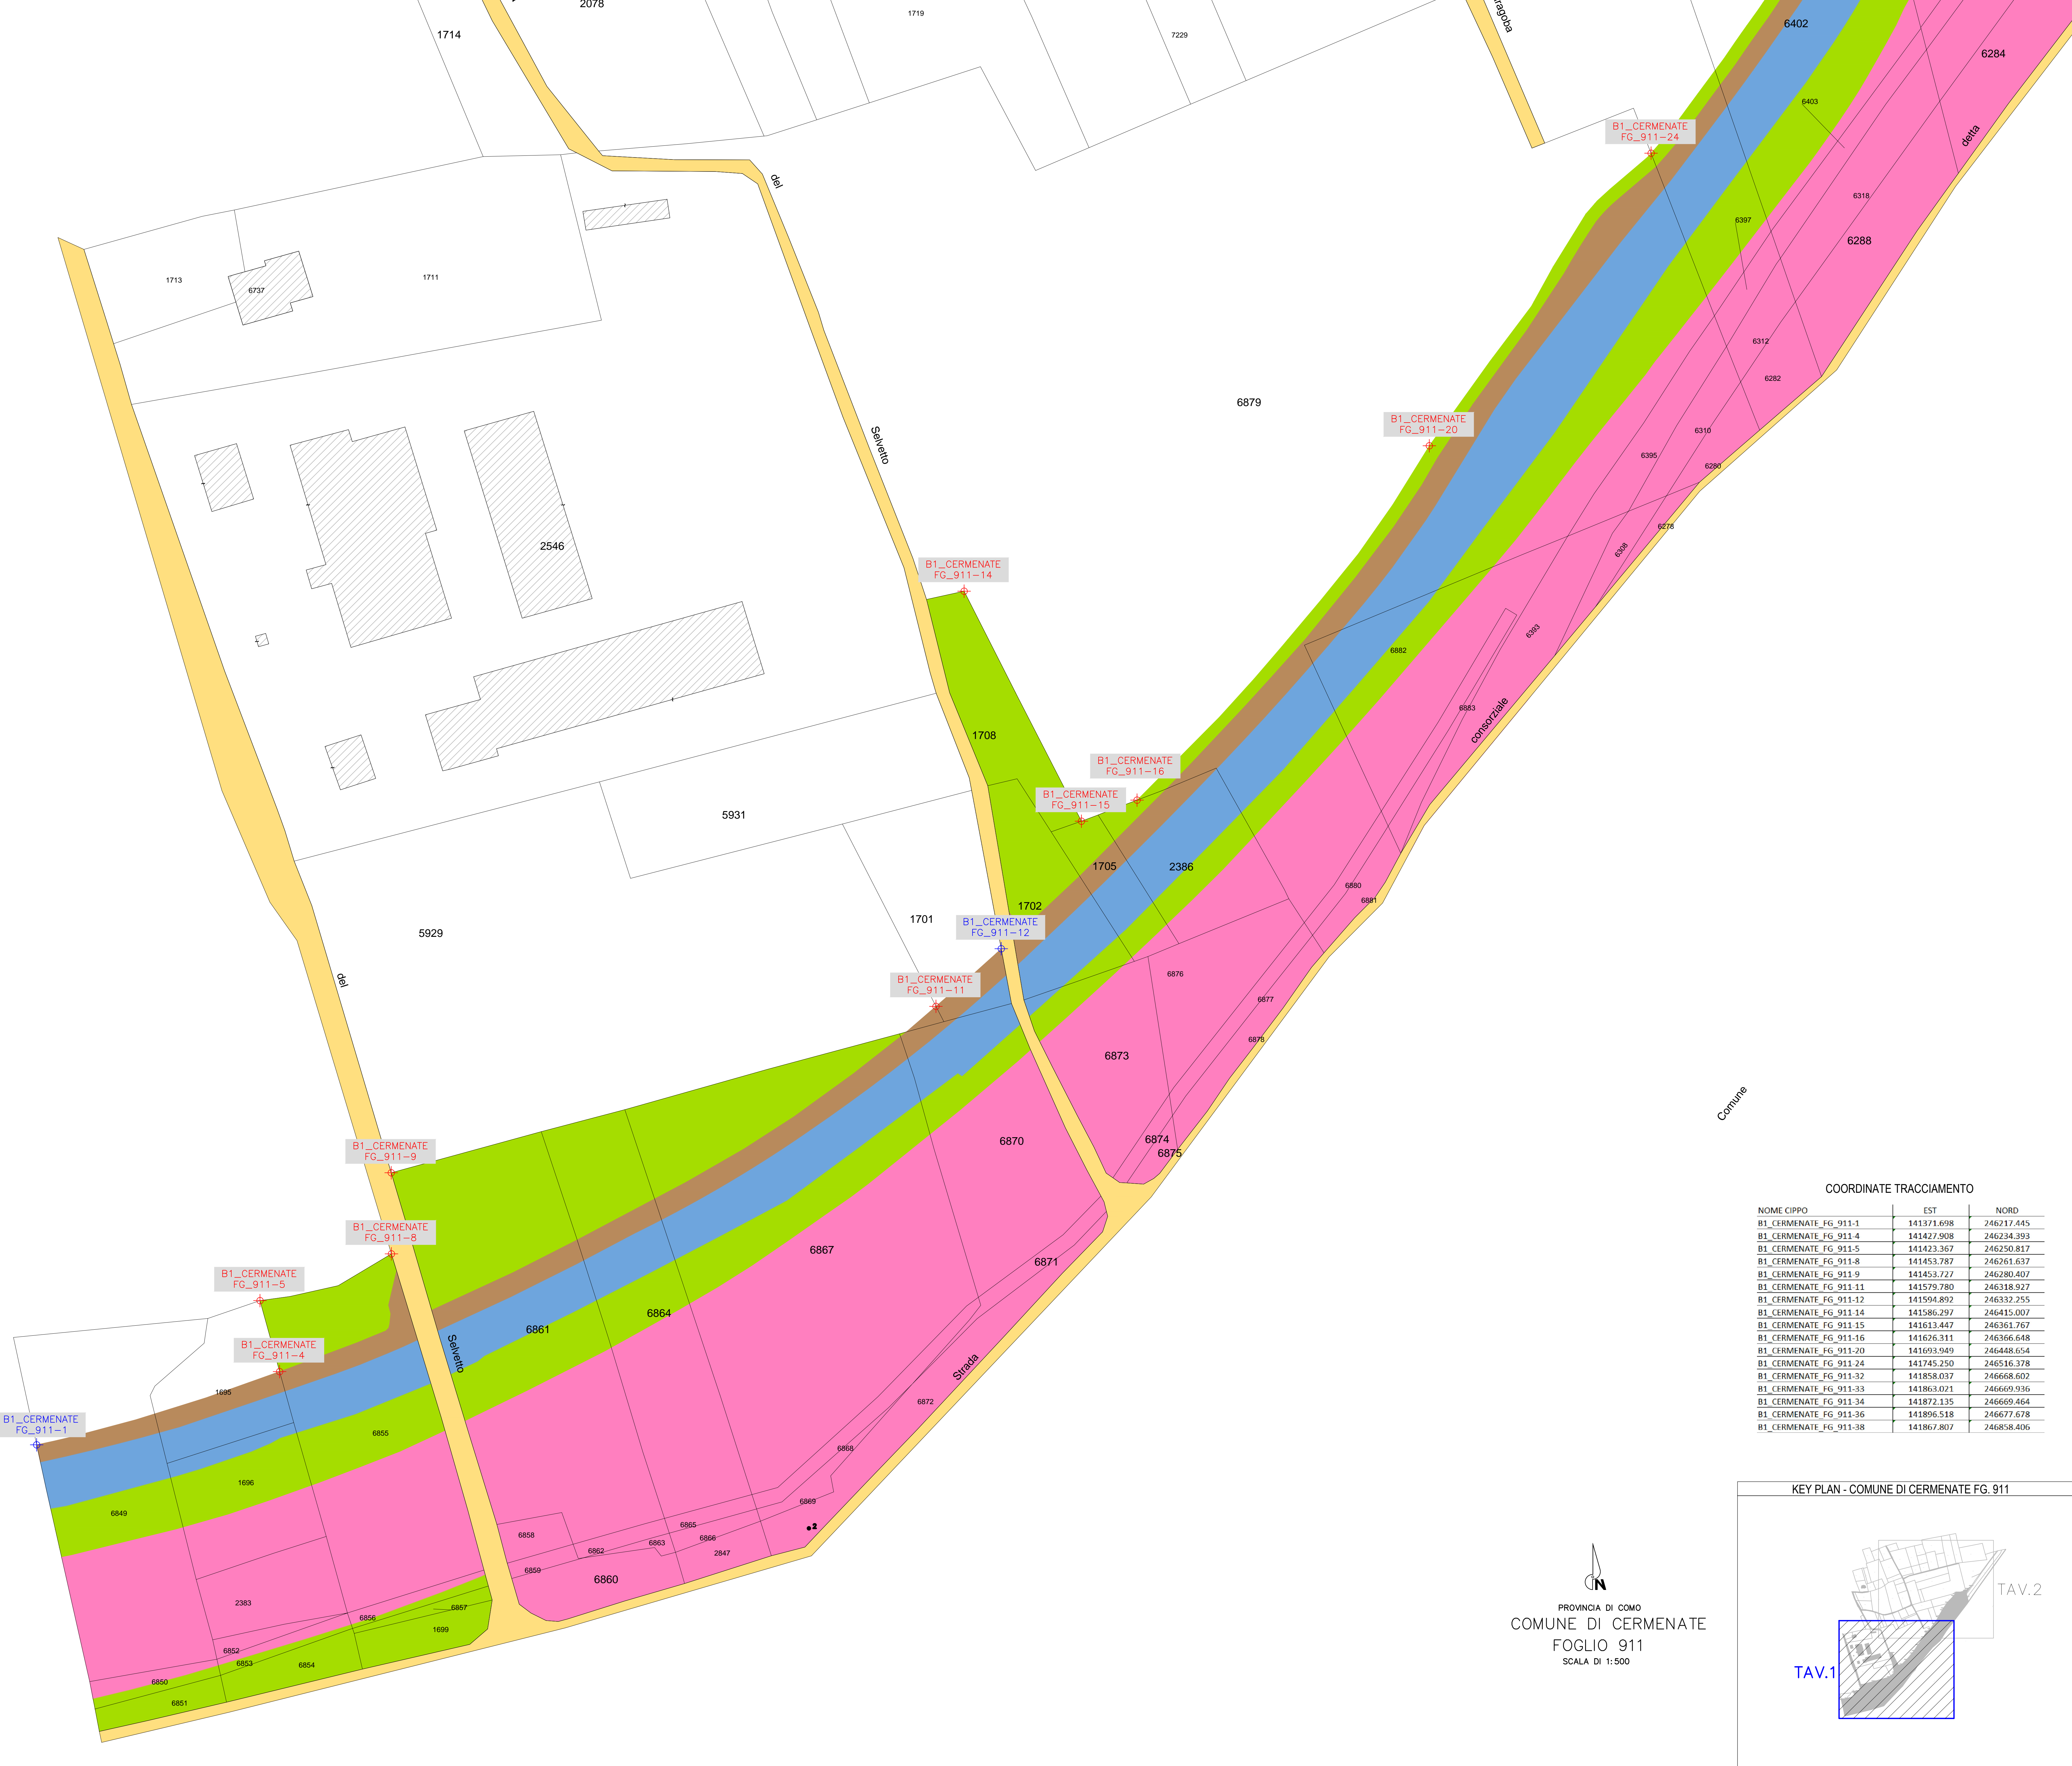 2078
1714
1719
7229
ragoba
6402
6284
6403
B1_CERMENATE
FG_911-24
detta
del
6318
6397
6288
1713
6737
1711
6312
6282
6879
B1_CERMENATE
FG_911-20
Selvetto
6310
6395
6280
6278
2546
6308
B1_CERMENATE
FG_911-14
6393
6882
6883
consorziale
1708
B1_CERMENATE
FG_911-16
B1_CERMENATE
FG_911-15
5931
1705
2386
6880
6881
1702
1701
B1_CERMENATE
FG_911-12
5929
del
6876
B1_CERMENATE
FG_911-11
6877
6878
6873
Comune
6870
6874
6875
B1_CERMENATE
FG_911-9
B1_CERMENATE
FG_911-8
6867
6871
B1_CERMENATE
FG_911-5
6864
6861
Selvetto
B1_CERMENATE
FG_911-4
Strada
1695
6872
B1_CERMENATE
FG_911-1
6855
6868
1696
6849
6869
2
6865
6858
6866
6863
6862
2847
6859
6860
2383
6857
6856
1699
6852
6853
6854
6850
6851
COORDINATE TRACCIAMENTO
NOME CIPPO EST NORD
B1_CERMENATE_FG_911-1 141371.698 246217.445
B1_CERMENATE_FG_911-4 141427.908 246234.393
B1_CERMENATE_FG_911-5 141423.367 246250.817
B1_CERMENATE_FG_911-8 141453.787 246261.637
B1_CERMENATE_FG_911-9 141453.727 246280.407
B1_CERMENATE_FG_911-11 141579.780 246318.927
B1_CERMENATE_FG_911-12 141594.892 246332.255
B1_CERMENATE_FG_911-14 141586.297 246415.007
B1_CERMENATE_FG_911-15 141613.447 246361.767
B1_CERMENATE_FG_911-16 141626.311 246366.648
B1_CERMENATE_FG_911-20 141693.949 246448.654
B1_CERMENATE_FG_911-24 141745.250 246516.378
B1_CERMENATE_FG_911-32 141858.037 246668.602
B1_CERMENATE_FG_911-33 141863.021 246669.936
B1_CERMENATE_FG_911-34 141872.135 246669.464
B1_CERMENATE_FG_911-36 141896.518 246677.678
B1_CERMENATE_FG_911-38 141867.807 246858.406
KEY PLAN - COMUNE DI CERMENATE FG. 911
TAV.2
TAV.1
N
PROVINCIA DI COMO
COMUNE DI CERMENATE
FOGLIO 911
SCALA DI 1:500